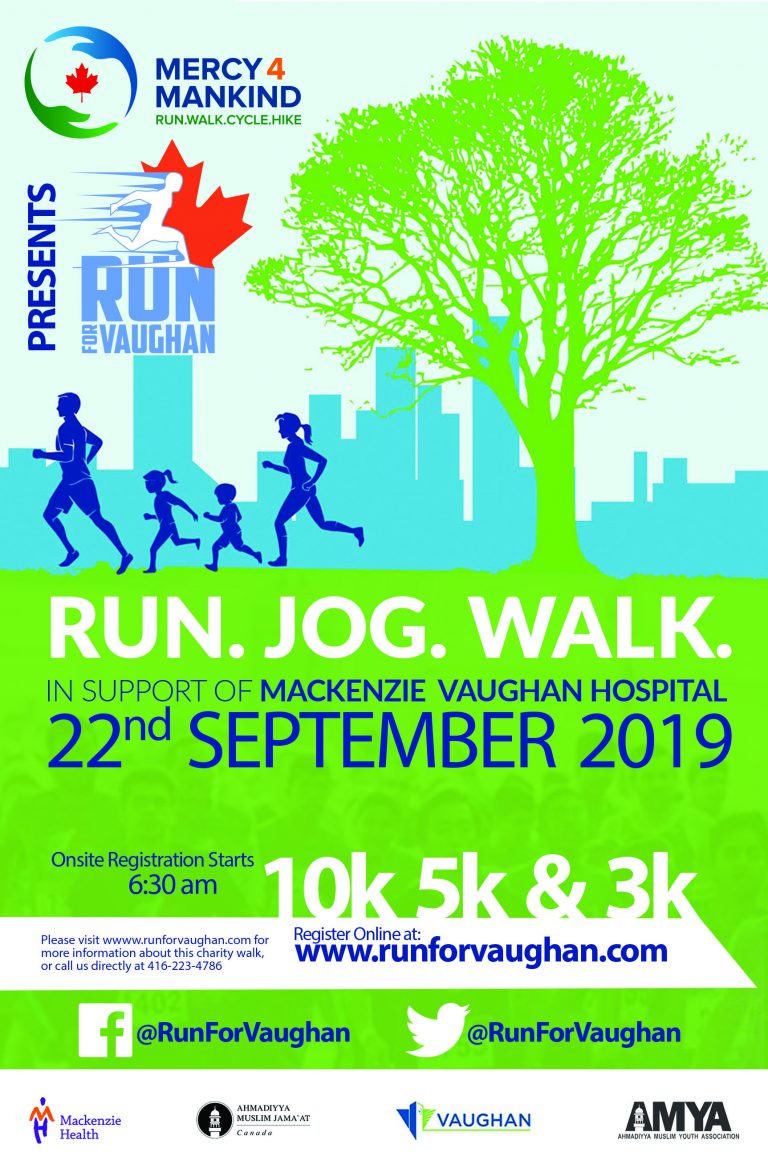 MERCY 4
MANKIND
RUN.WALK.CYCLE.HIKE
PRESENTS
RUN
FOR VAUGHAN
RUN. JOG. WALK.
IN SUPPORT OF MACKENZIE VAUGHAN HOSPITAL
22nd SEPTEMBER 2019
Onsite Registration Starts
6:30 am
10k 5k & 3k
Please visit wwww.runforvaughan.com for
more information about this charity walk,
or call us directly at 416-223-4786
Register Online at:
www.runforvaughan.com
@RunForVaughan
@RunForVaughan
Mackenzie
Health
AHMADIYYA
MUSLIM JAMA'AT
Canada
VAUGHAN
AMYA
AHMADIYYA MUSLIM YOUTH ASSOCIATION